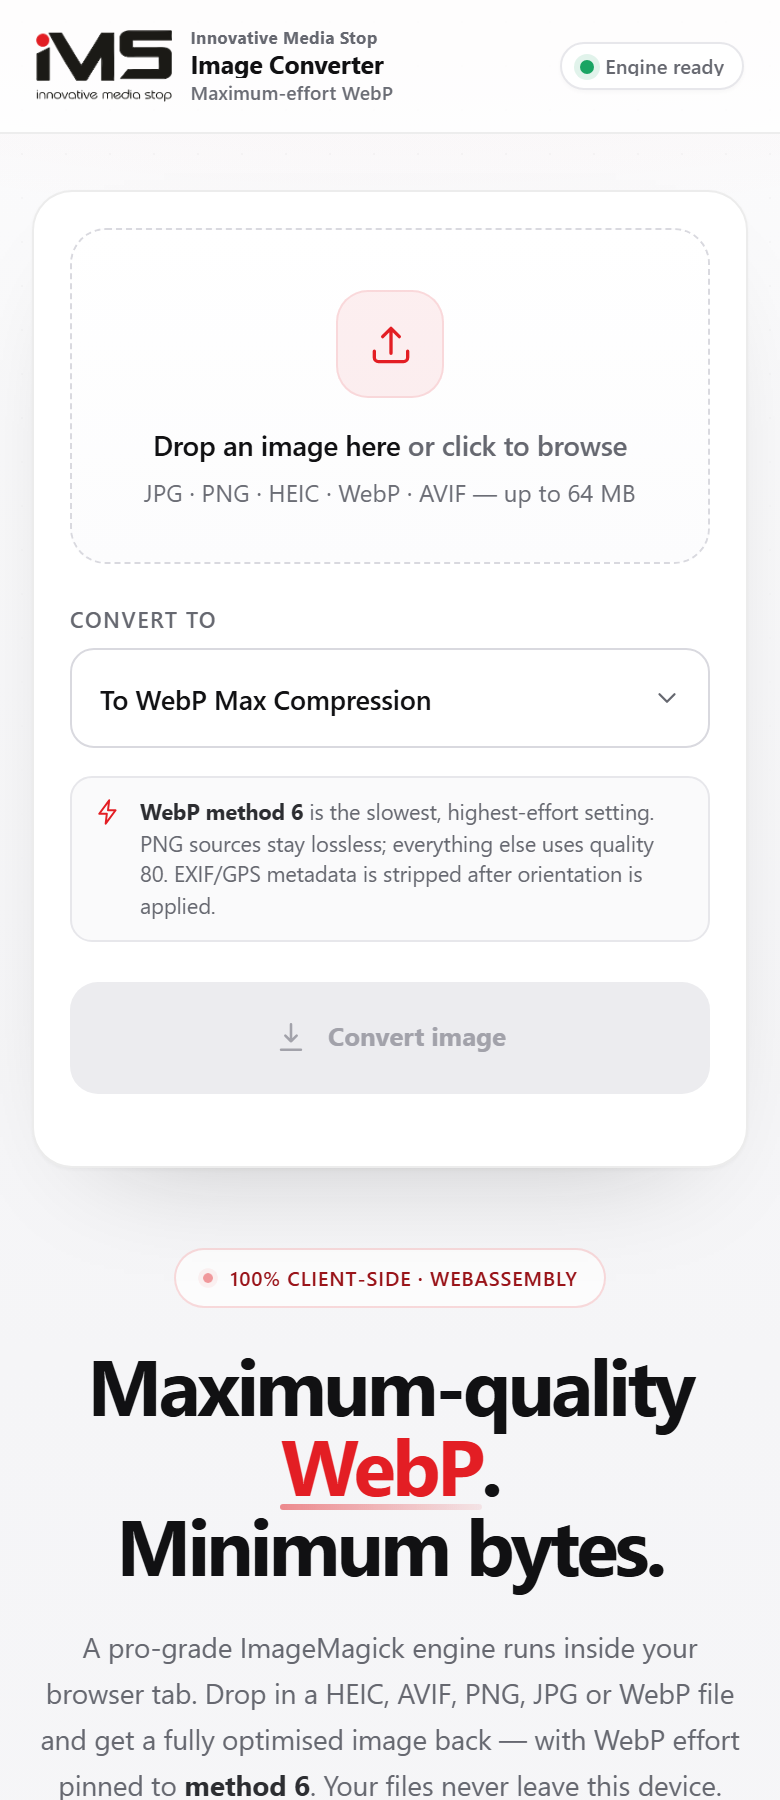 iMS
innovative media stop
Innovative Media Stop
Image Converter
Maximum-effort WebP
Engine ready
Drop an image here or click to browse
JPG · PNG · HEIC · WebP · AVIF — up to 64 MB
CONVERT TO
To WebP Max Compression
WebP method 6 is the slowest, highest-effort setting.
PNG sources stay lossless; everything else uses quality
80. EXIF/GPS metadata is stripped after orientation is
applied.
Convert image
100% CLIENT-SIDE · WEBASSEMBLY
Maximum-quality
WebP.
Minimum bytes.
A pro-grade ImageMagick engine runs inside your
browser tab. Drop in a HEIC, AVIF, PNG, JPG or WebP file
and get a fully optimised image back — with WebP effort
pinned to method 6. Your files never leave this device.